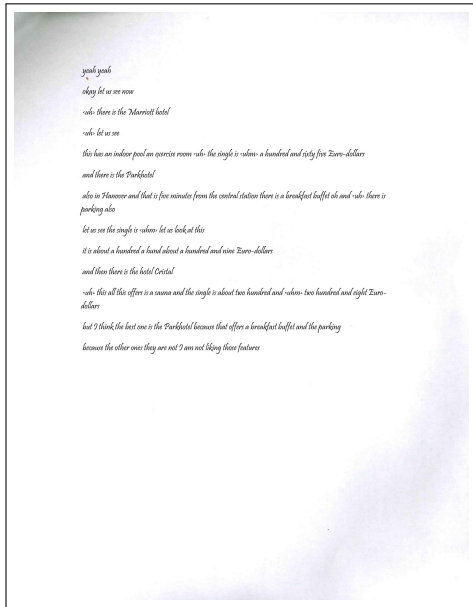 yeah yeah
okay let us see now
<uh> there is the Marriott hotel
<uh> let us see
this has an indoor pool an exercise room <uh> the single is <uhm> a hundred and sixty five Euro-dollars
and there is the Parkhotel
also in Hanover and that is five minutes from the central station there is a breakfast buffet oh and <uh> there is
parking also
let us see the single is <uhm> let us look at this
it is about a hundred a hund about a hundred and nine Euro-dollars
and then there is the hotel Cristal
<uh> this all this offers is a sauna and the single is about two hundred and <uhm> two hundred and eight Euro-
dollars
but I think the best one is the Parkhotel because that offers a breakfast buffet and the parking
because the other ones they are not I am not liking those features